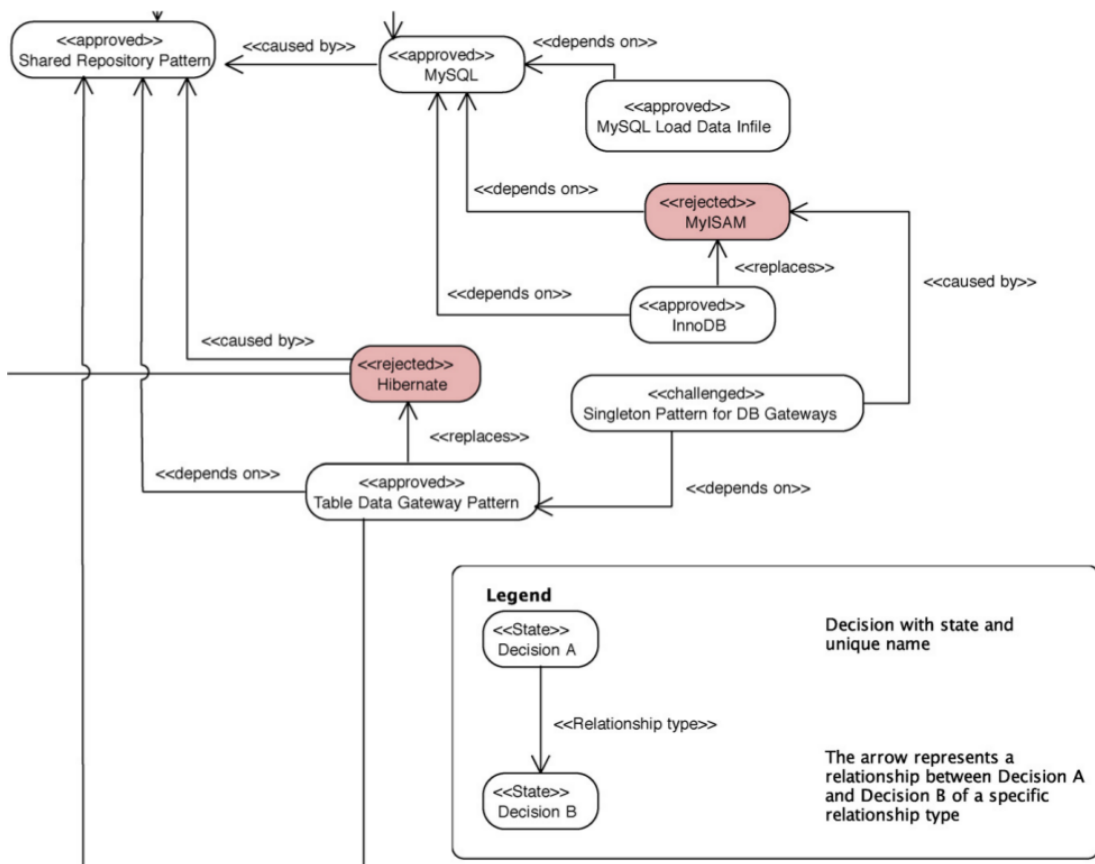 <<approved>>
Shared Repository Pattern
<<caused by>>
<<approved>>
MySQL
<<depends on>>
<<approved>>
MySQL Load Data Infile
<<depends on>>
<<rejected>>
MyISAM
<<replaces>>
<<caused by>>
<<depends on>>
<<approved>>
InnoDB
<<caused by>>
<<rejected>>
Hibernate
<<challenged>>
Singleton Pattern for DB Gateways
<<replaces>>
<<depends on>>
<<approved>>
Table Data Gateway Pattern
<<depends on>>
Legend
<<State>>
Decision A
Decision with state and
unique name
<<Relationship type>>
<<State>>
Decision B
The arrow represents a
relationship between Decision A
and Decision B of a specific
relationship type